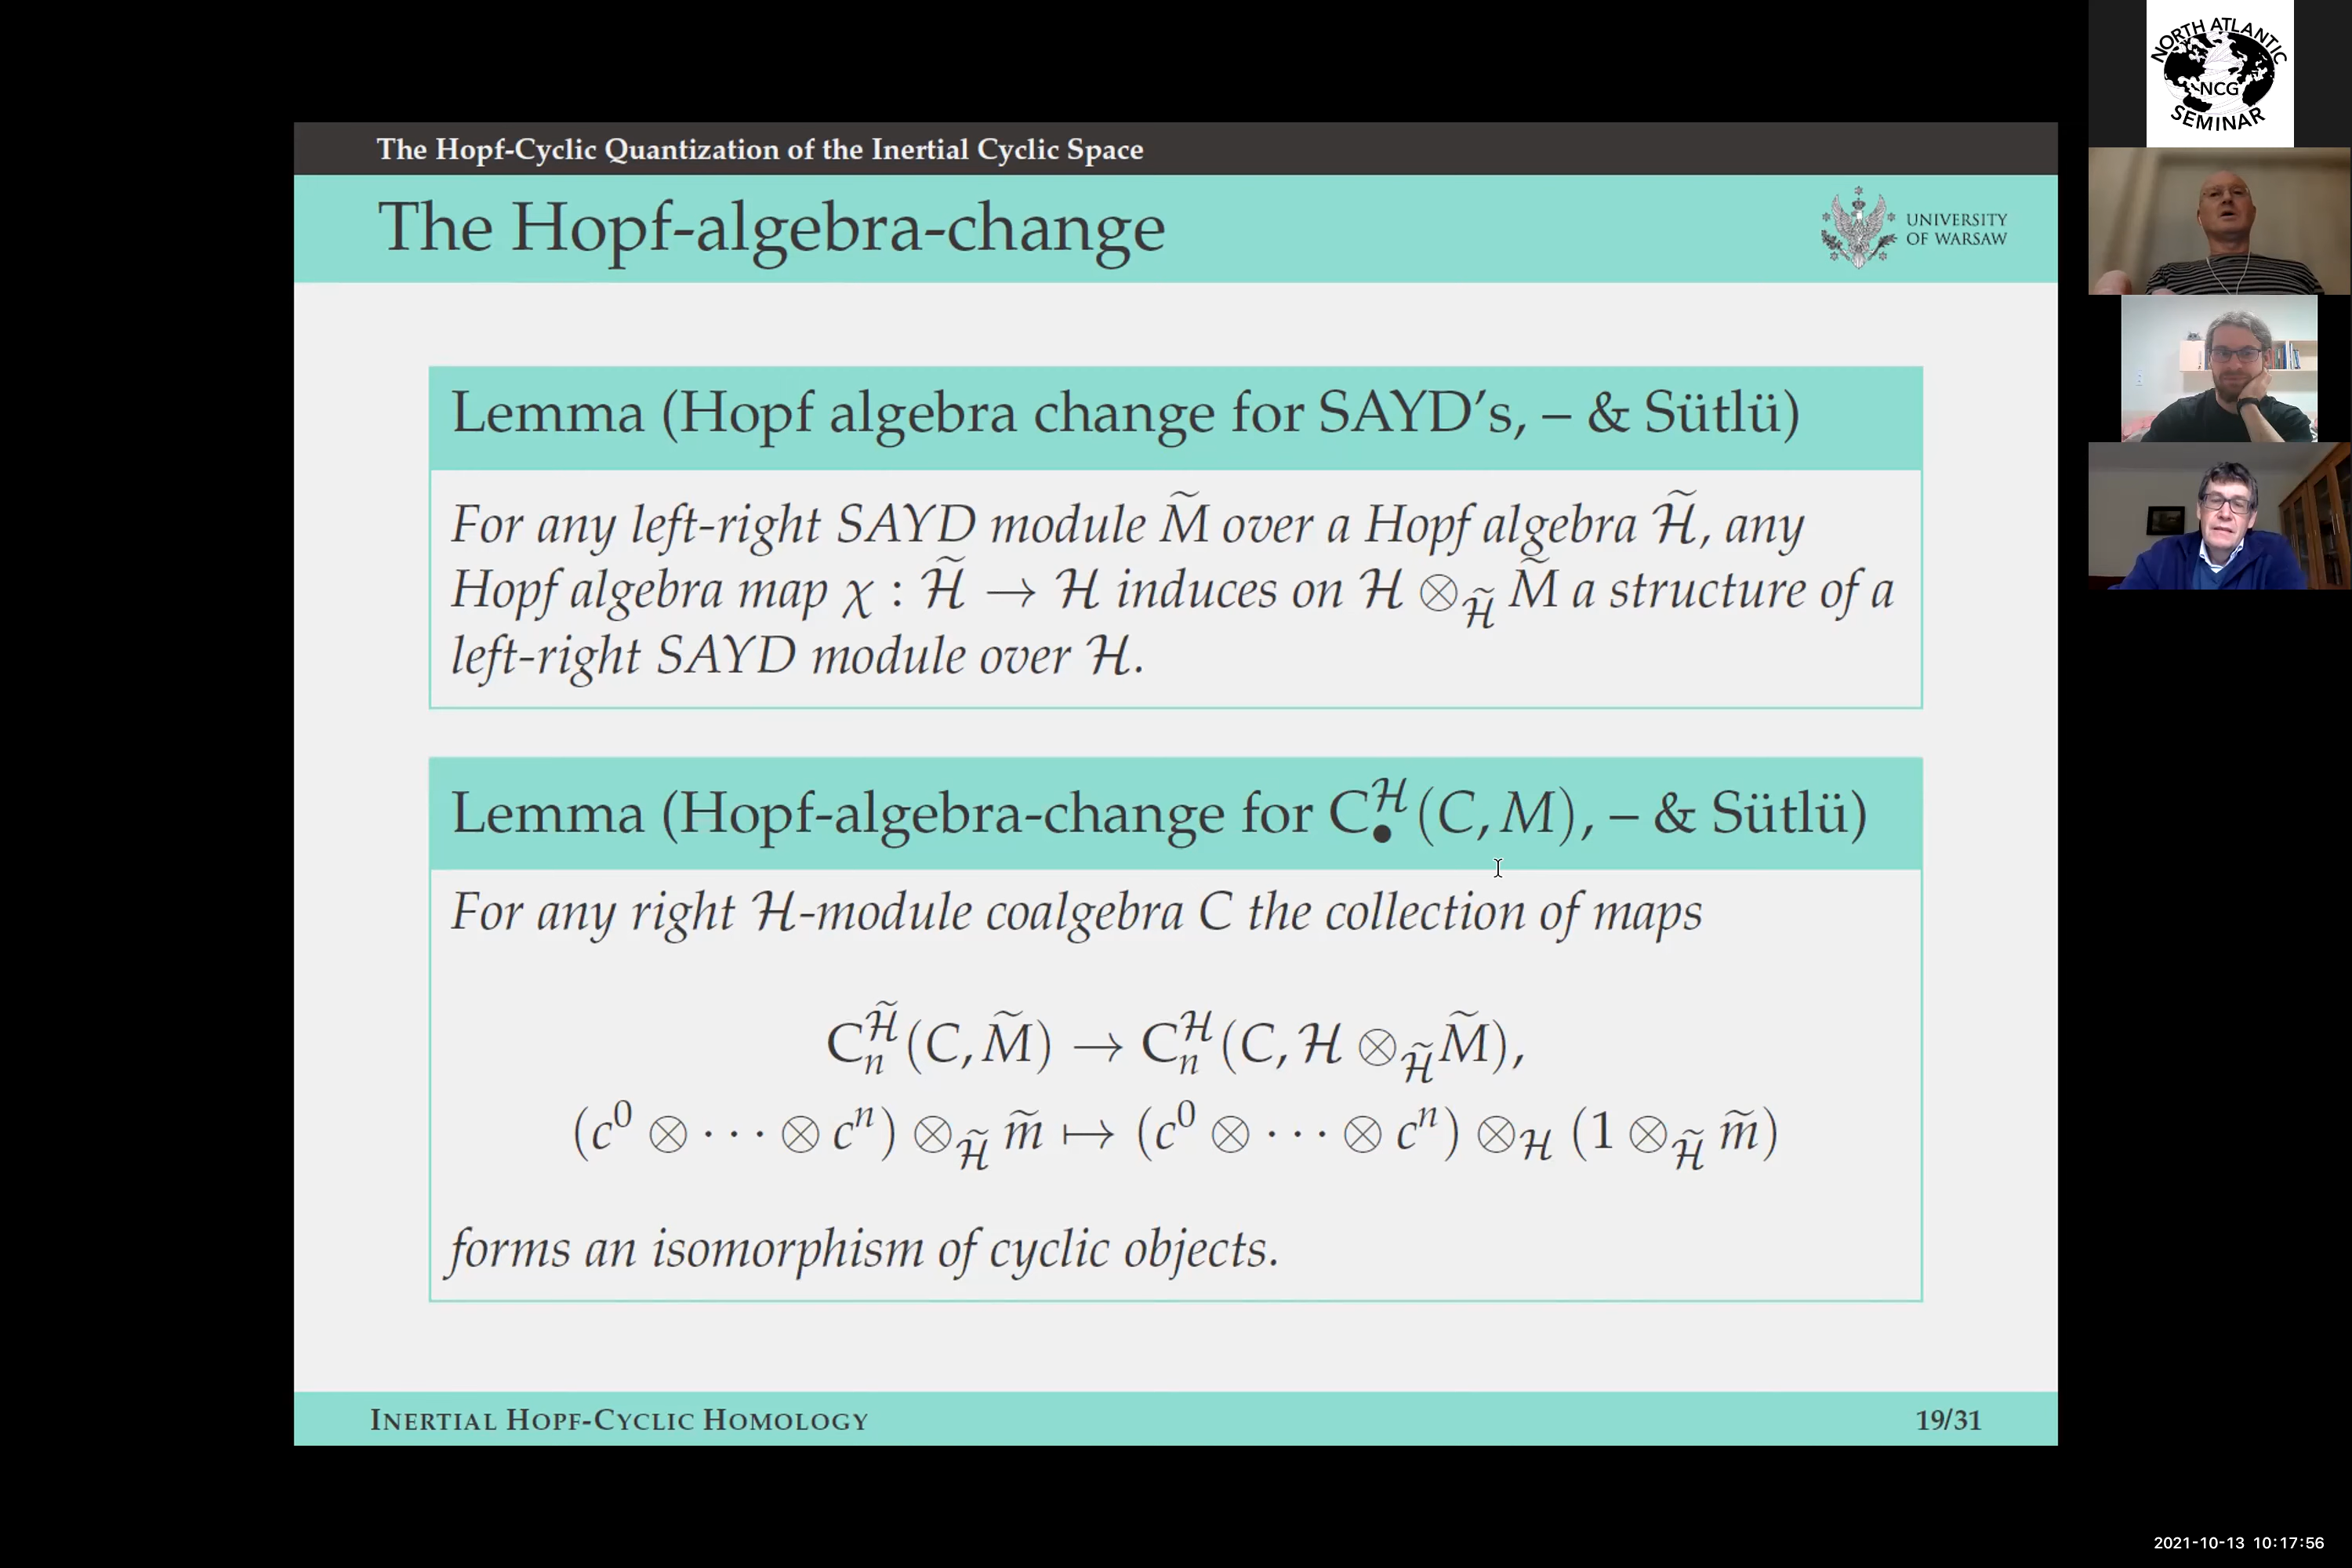 The Hopf-Cyclic Quantization of the Inertial Cyclic Space
The Hopf-algebra-change
UNIVERSITY
OF WARSAW
Lemma (Hopf algebra change for SAYD's, – & Sütlü)
For any left-right SAYD module M̃ over a Hopf algebra ℋ̃, any
Hopf algebra map χ : ℋ̃ → ℋ induces on ℋ ⊗_ℋ̃ M̃ a structure of a
left-right SAYD module over ℋ.
Lemma (Hopf-algebra-change for C_•^ℋ(C, M), – & Sütlü)
For any right ℋ-module coalgebra C the collection of maps
C_n^ℋ̃(C, M̃) → C_n^ℋ(C, ℋ ⊗_ℋ̃ M̃),
(c⁰ ⊗ · · · ⊗ cⁿ) ⊗_ℋ̃ m̃ ↦ (c⁰ ⊗ · · · ⊗ cⁿ) ⊗_ℋ (1 ⊗_ℋ̃ m̃)
forms an isomorphism of cyclic objects.
INERTIAL HOPF-CYCLIC HOMOLOGY
19/31
NORTH ATLANTIC
NCG
SEMINAR
2021-10-13 10:17:56